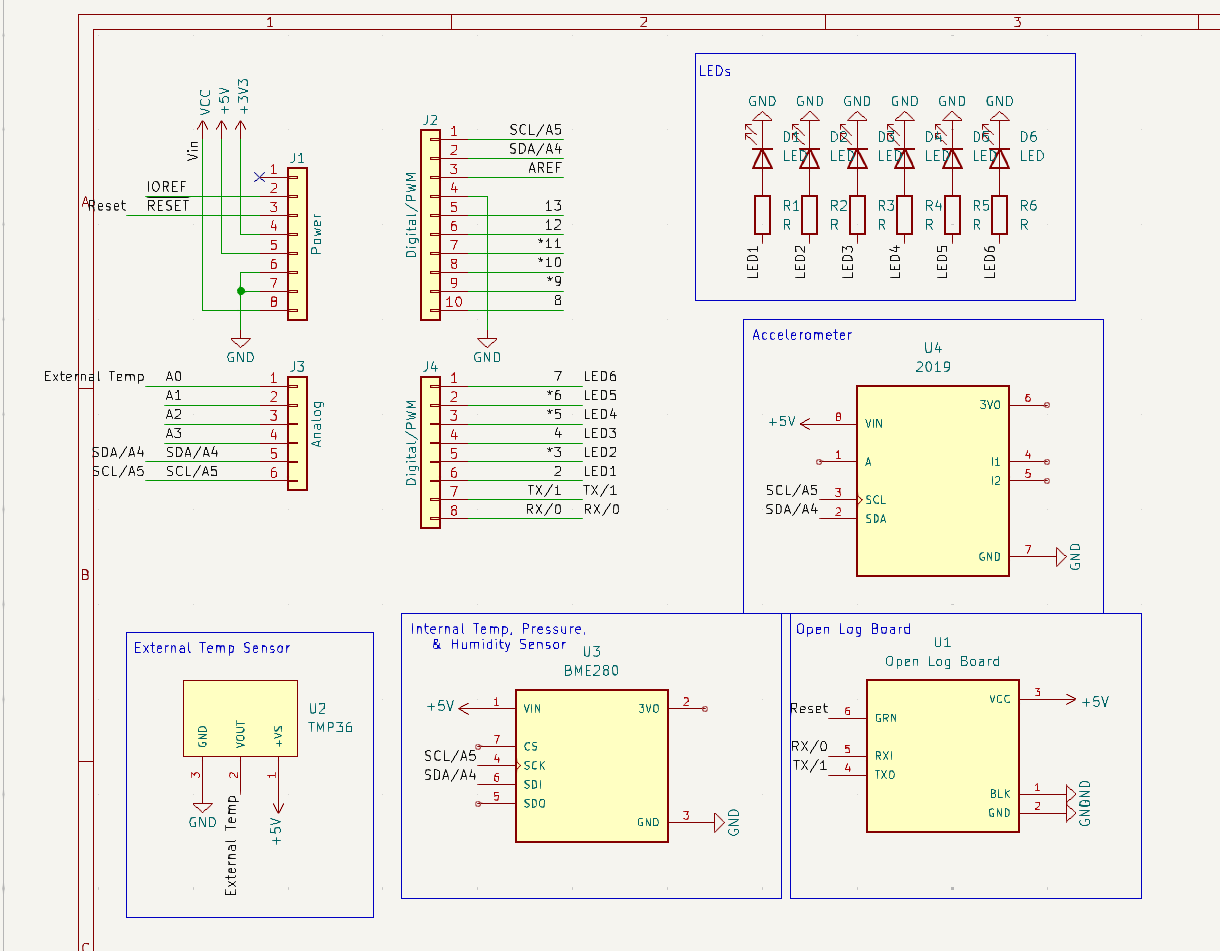 1 2 3
A
B
C
VCC
+5V
+3V3
Vin
J1
IOREF
Reset
RESET
1
2
3
4
5
6
7
8
Power
GND
J2
1 SCL/A5
2 SDA/A4
3 AREF
4
5 13
6 12
7 *11
8 *10
9 *9
10 8
Digital/PWM
GND
J3
External Temp A0 1
A1 2
A2 3
A3 4
SDA/A4 SDA/A4 5
SCL/A5 SCL/A5 6
Analog
J4
1 7 LED6
2 *6 LED5
3 *5 LED4
4 4 LED3
5 *3 LED2
6 2 LED1
7 TX/1 TX/1
8 RX/0 RX/0
Digital/PWM
LEDs
GND GND GND GND GND GND
D1 D2 D3 D4 D5 D6
LED LED LED LED LED LED
R1 R2 R3 R4 R5 R6
R R R R R R
LED1 LED2 LED3 LED4 LED5 LED6
Accelerometer
U4
2019
+5V 8 VIN
1 A
SCL/A5 3 SCL
SDA/A4 2 SDA
3VO 6
I1 4
I2 5
GND 7 GND
External Temp Sensor
U2
TMP36
GND VOUT +VS
3 2 1
GND
External Temp
+5V
Internal Temp, Pressure,
& Humidity Sensor
U3
BME280
+5V 1 VIN
7 CS
SCL/A5 4 SCK
SDA/A4 6 SDI
5 SDO
3VO 2
GND 3 GND
Open Log Board
U1
Open Log Board
Reset 6 GRN
RX/0 5 RXI
TX/1 4 TXO
VCC 3 +5V
BLK 1 GND
GND 2 GND